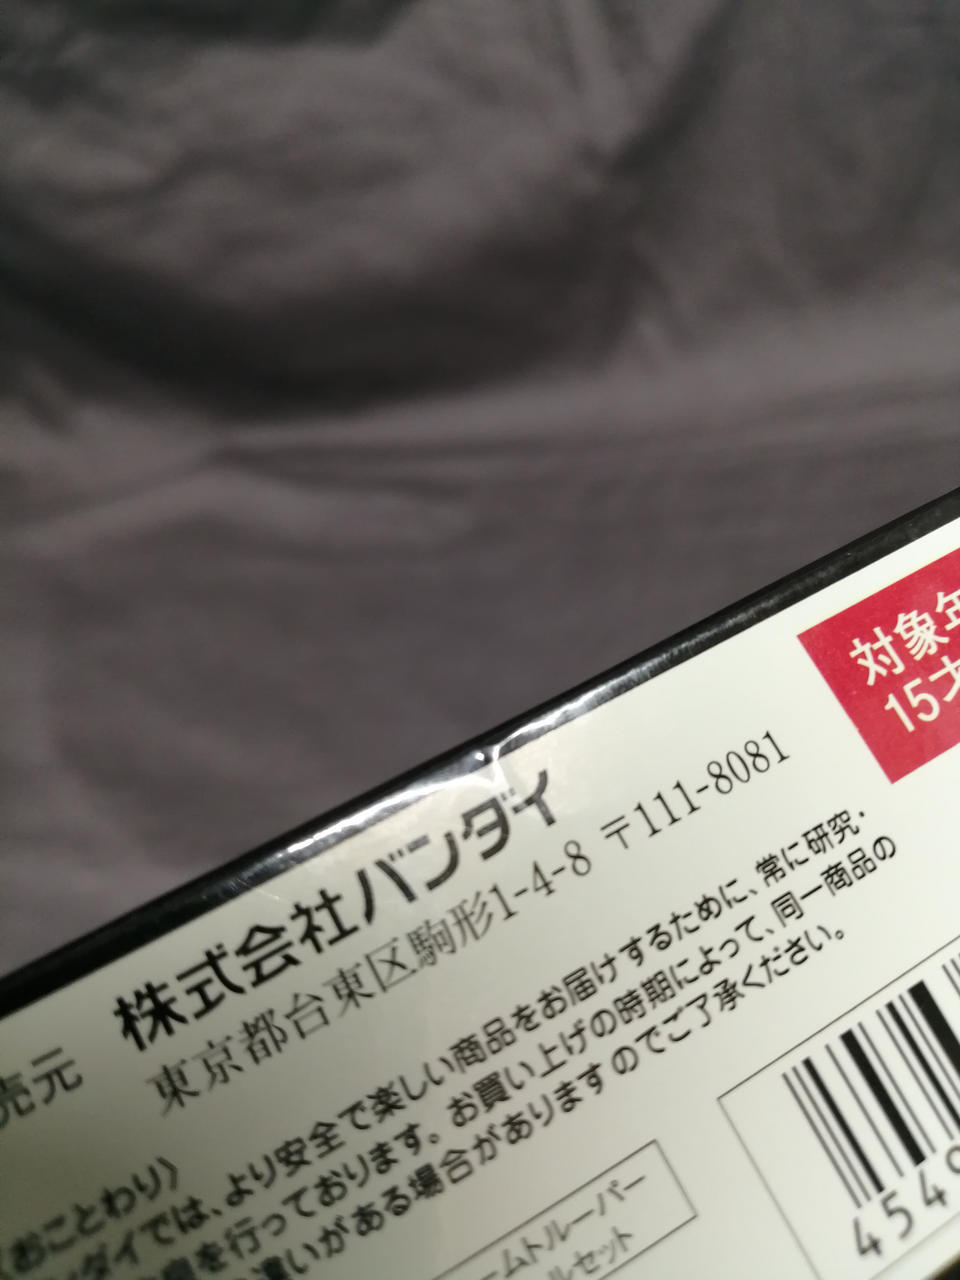 対象年
15才
売元
株式会社バンダイ
東京都台東区駒形1-4-8 〒111-8081
〈おことわり〉
ンダイでは、より安全で楽しい商品をお届けするために、常に研究・
を行っております。お買い上げの時期によって、同一商品の
違いがある場合がありますのでご了承ください。
ームトルーパー
ルセット
4549